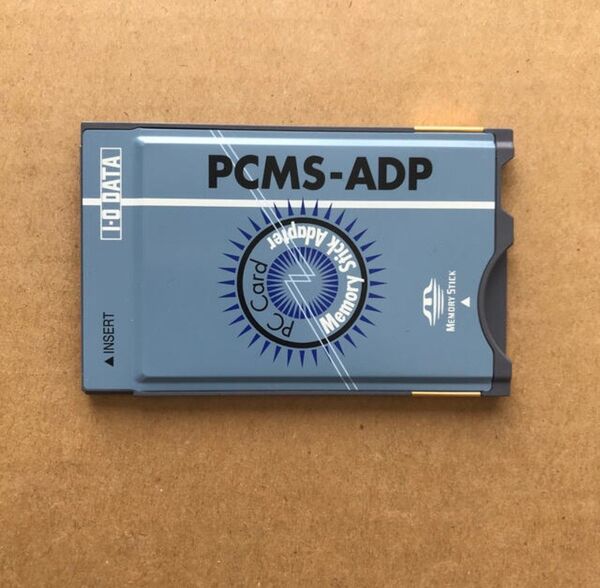 PCMS-ADP
I-O DATA
PC Card
Memory Stick Adapter
MEMORY STICK
▲
▲ INSERT